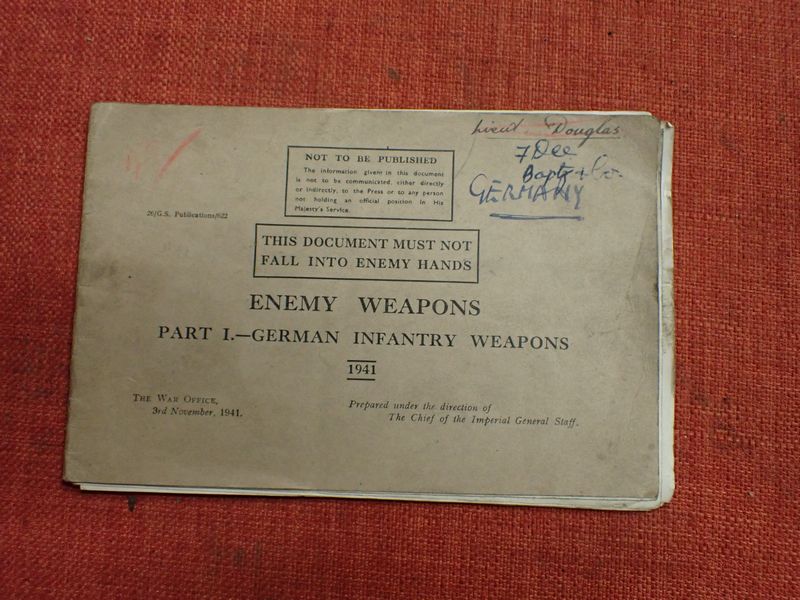 Lieut Douglas
7 Dec
GERMANY
NOT TO BE PUBLISHED
The information given in this document
is not to be communicated, either directly
or indirectly, to the Press or to any person
not holding an official position in His
Majesty's Service.
26/G.S. Publications/622
THIS DOCUMENT MUST NOT
FALL INTO ENEMY HANDS
ENEMY WEAPONS
PART I.—GERMAN INFANTRY WEAPONS
1941
The War Office,
3rd November, 1941.
Prepared under the direction of
The Chief of the Imperial General Staff.